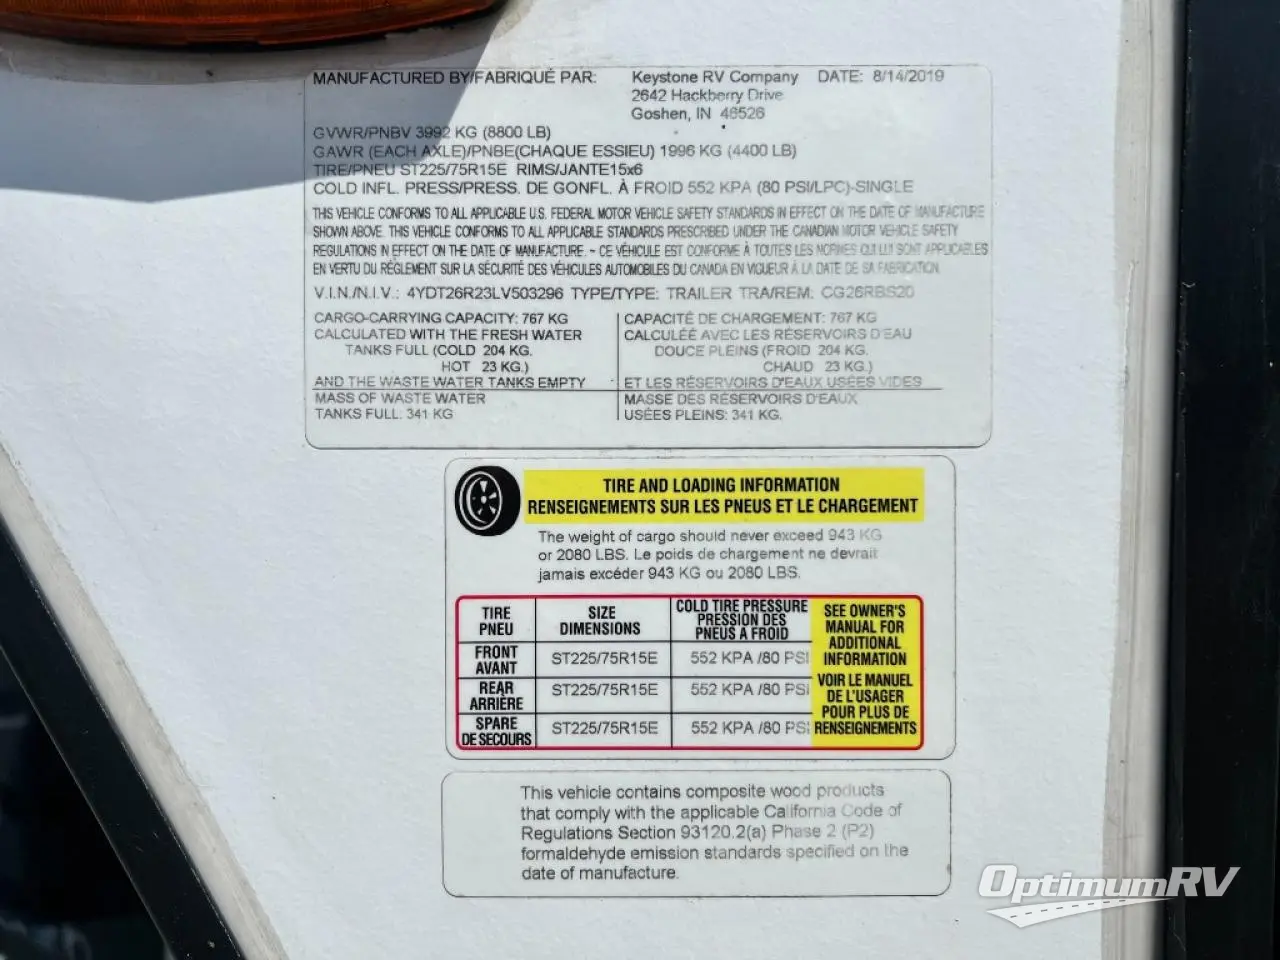 MANUFACTURED BY/FABRIQUÉ PAR: Keystone RV Company DATE: 8/14/2019
2642 Hackberry Drive
Goshen, IN 46526
GVWR/PNBV 3992 KG (8800 LB)
GAWR (EACH AXLE)/PNBE(CHAQUE ESSIEU) 1996 KG (4400 LB)
TIRE/PNEU ST225/75R15E RIMS/JANTE15x6
COLD INFL. PRESS/PRESS. DE GONFL. À FROID 552 KPA (80 PSI/LPC)-SINGLE
THIS VEHICLE CONFORMS TO ALL APPLICABLE U.S. FEDERAL MOTOR VEHICLE SAFETY STANDARDS IN EFFECT ON THE DATE OF MANUFACTURE
SHOWN ABOVE. THIS VEHICLE CONFORMS TO ALL APPLICABLE STANDARDS PRESCRIBED UNDER THE CANADIAN MOTOR VEHICLE SAFETY
REGULATIONS IN EFFECT ON THE DATE OF MANUFACTURE. ~ CE VÉHICULE EST CONFORME À TOUTES LES NORMES QUI LUI SONT APPLICABLES
EN VERTU DU RÉGLEMENT SUR LA SÉCURITÉ DES VÉHICULES AUTOMOBILES DU CANADA EN VIGUEUR À LA DATE DE SA FABRICATION.
V.I.N./N.I.V.: 4YDT26R23LV503296 TYPE/TYPE: TRAILER TRA/REM: CG26RBS20
CARGO-CARRYING CAPACITY: 767 KG
CALCULATED WITH THE FRESH WATER
TANKS FULL (COLD 204 KG.
HOT 23 KG.)
AND THE WASTE WATER TANKS EMPTY
MASS OF WASTE WATER
TANKS FULL: 341 KG
CAPACITÉ DE CHARGEMENT: 767 KG
CALCULÉE AVEC LES RÉSERVOIRS D'EAU
DOUCE PLEINS (FROID 204 KG.
CHAUD 23 KG.)
ET LES RÉSERVOIRS D'EAUX USÉES VIDES
MASSE DES RÉSERVOIRS D'EAUX
USÉES PLEINS: 341 KG.
TIRE AND LOADING INFORMATION
RENSEIGNEMENTS SUR LES PNEUS ET LE CHARGEMENT
The weight of cargo should never exceed 943 KG
or 2080 LBS. Le poids de chargement ne devrait
jamais excéder 943 KG ou 2080 LBS.
TIRE
PNEU
SIZE
DIMENSIONS
COLD TIRE PRESSURE
PRESSION DES
PNEUS A FROID
FRONT
AVANT
ST225/75R15E 552 KPA /80 PSI
REAR
ARRIÈRE
ST225/75R15E 552 KPA /80 PSI
SPARE
DE SECOURS
ST225/75R15E 552 KPA /80 PSI
SEE OWNER'S
MANUAL FOR
ADDITIONAL
INFORMATION
VOIR LE MANUEL
DE L'USAGER
POUR PLUS DE
RENSEIGNEMENTS
This vehicle contains composite wood products
that comply with the applicable California Code of
Regulations Section 93120.2(a) Phase 2 (P2)
formaldehyde emission standards specified on the
date of manufacture.
OptimumRV